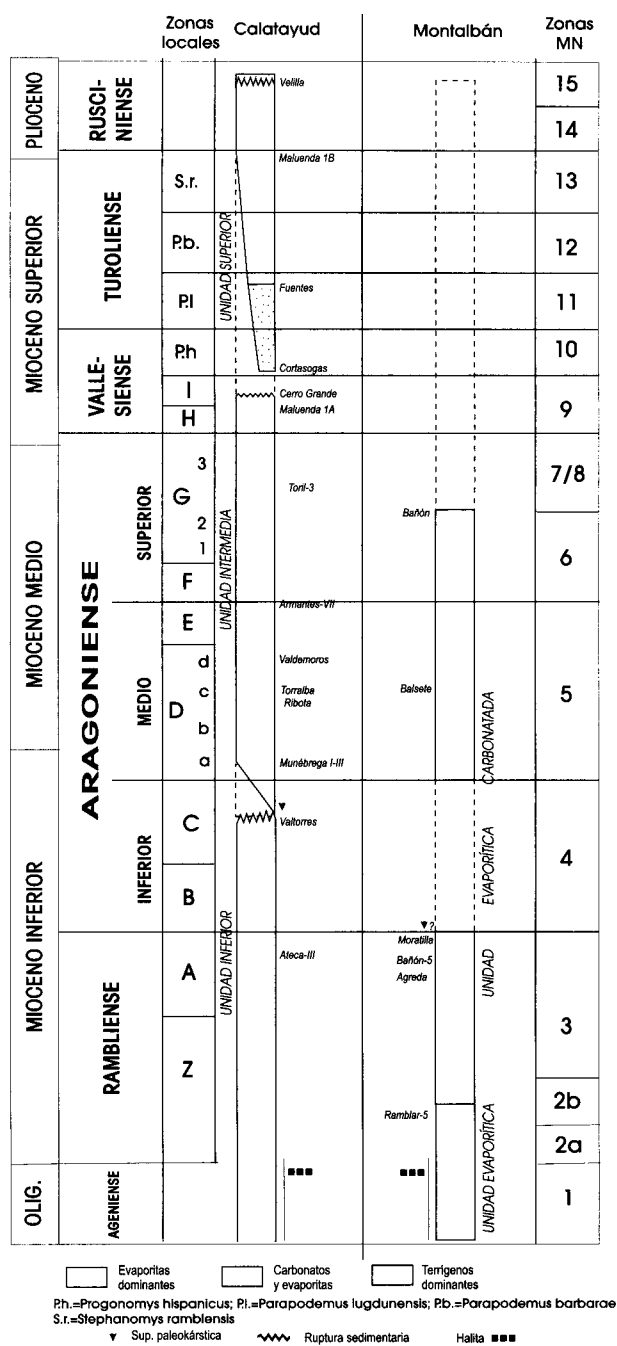 Zonas locales
Calatayud
Montalbán
Zonas MN
PLIOCENO
MIOCENO SUPERIOR
MIOCENO MEDIO
MIOCENO INFERIOR
OLIG.
RUSCI-
NIENSE
TUROLIENSE
VALLE-
SIENSE
ARAGONIENSE
SUPERIOR
MEDIO
INFERIOR
RAMBLIENSE
AGENIENSE
S.r.
P.b.
P.l
P.h
I
H
3
G
2
1
F
E
d
c
D
b
a
C
B
A
Z
UNIDAD SUPERIOR
UNIDAD INTERMEDIA
UNIDAD INFERIOR
Velilla
Maluenda 1B
Fuentes
Cortasogas
Cerro Grande
Maluenda 1A
Toril-3
Armantes-VII
Valdemoros
Torralba
Ribota
Munébrega I-III
Valtorres
Ateca-III
Bañón
Balsete
?
Moratilla
Bañón-5
Agreda
Ramblar-5
UNIDAD EVAPORÍTICA CARBONATADA
UNIDAD EVAPORÍTICA
15
14
13
12
11
10
9
7/8
6
5
4
3
2b
2a
1
Evaporitas
dominantes
Carbonatos
y evaporitas
Terrígenos
dominantes
P.h.=Progonomys hispanicus; P.l.=Parapodemus lugdunensis; P.b.=Parapodemus barbarae
S.r.=Stephanomys ramblensis
Sup. paleokárstica
Ruptura sedimentaria
Halita